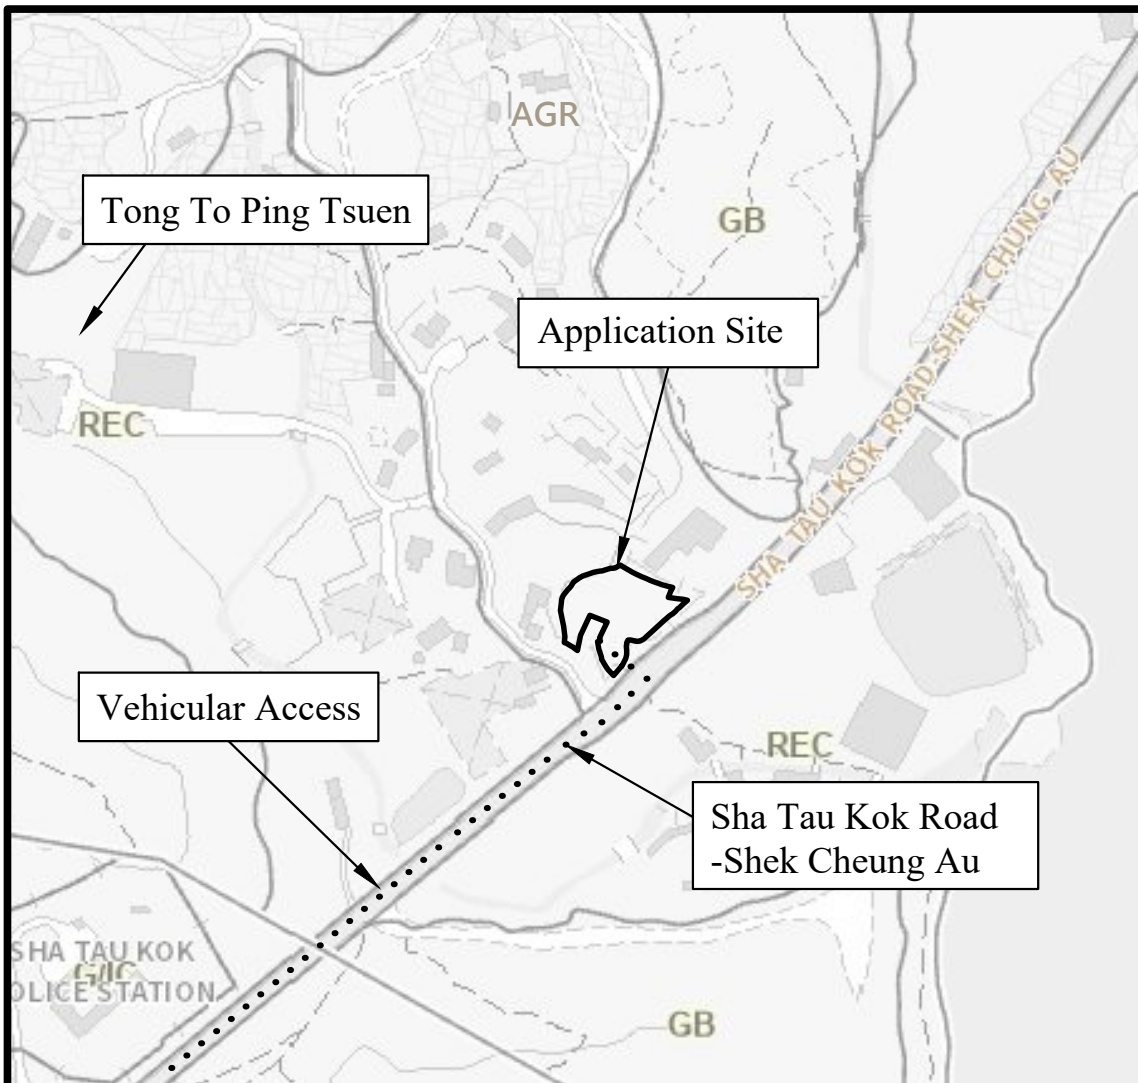 AGR
Tong To Ping Tsuen
GB
SHA TAU KOK ROAD-SHEK CHUNG AU
Application Site
REC
Vehicular Access
REC
Sha Tau Kok Road
-Shek Cheung Au
SHA TAU KOK
G/IC
OLICE STATION
GB